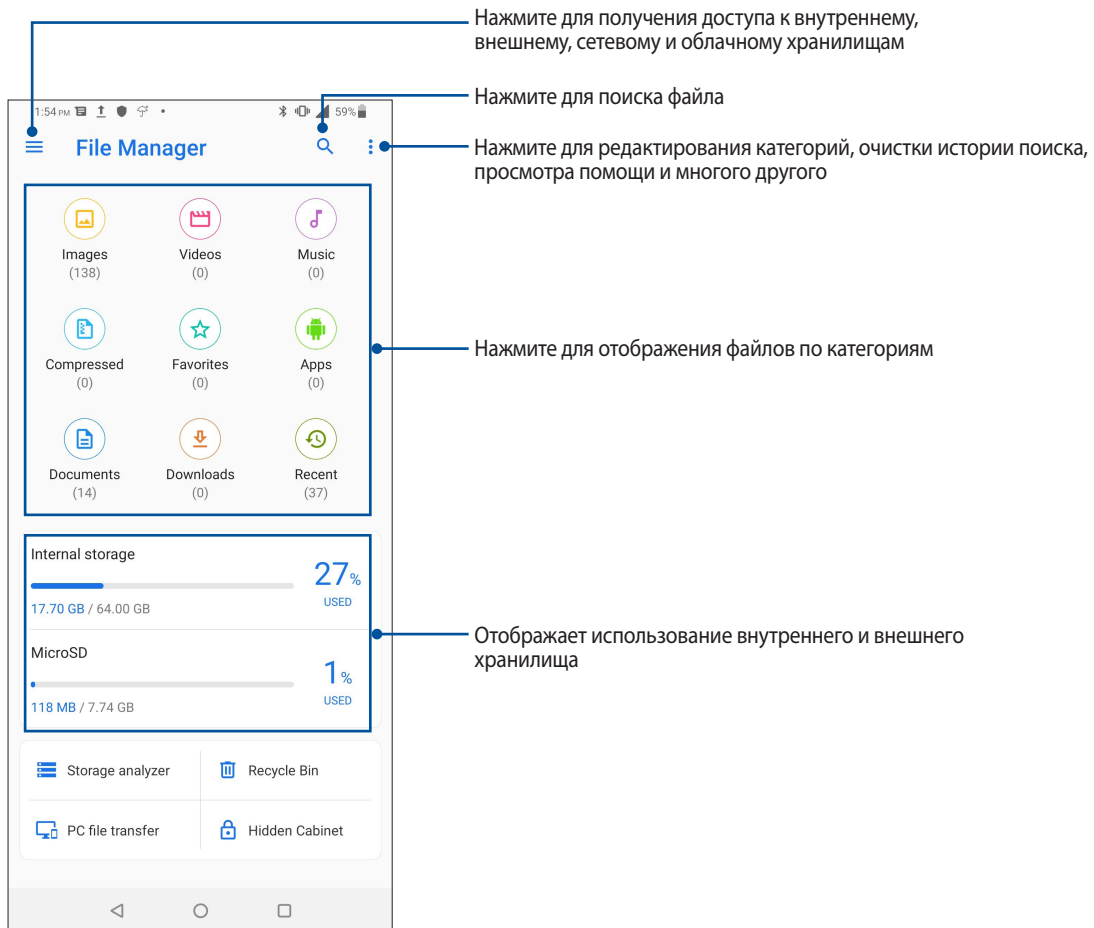 Нажмите для получения доступа к внутреннему,
внешнему, сетевому и облачному хранилищам
Нажмите для поиска файла
1:54 PM
59%
File Manager
Нажмите для редактирования категорий, очистки истории поиска,
просмотра помощи и многого другого
Images
(138)
Videos
(0)
Music
(0)
Compressed
(0)
Favorites
(0)
Apps
(0)
Нажмите для отображения файлов по категориям
Documents
(14)
Downloads
(0)
Recent
(37)
Internal storage
27%
USED
17.70 GB / 64.00 GB
MicroSD
1%
USED
118 MB / 7.74 GB
Отображает использование внутреннего и внешнего
хранилища
Storage analyzer
Recycle Bin
PC file transfer
Hidden Cabinet